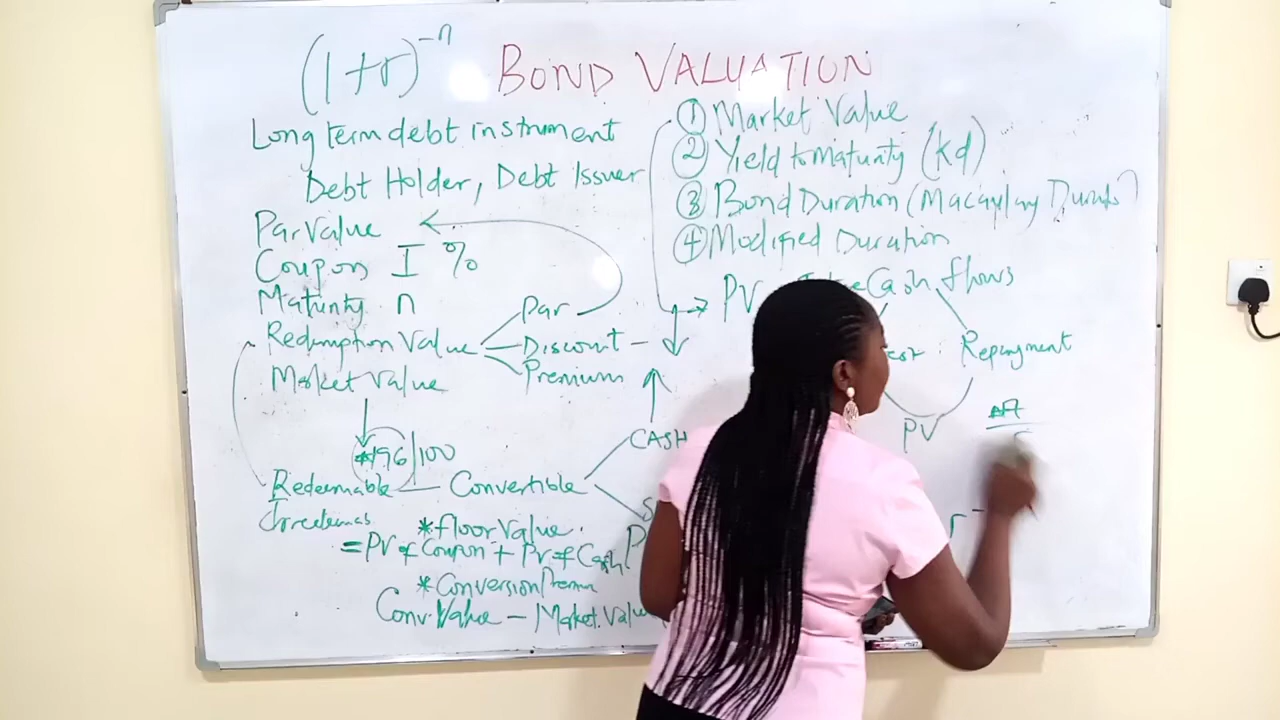 (1+r)^-n BOND VALUATION
Long term debt instrument
Debt Holder, Debt Issuer
Par Value
Coupon I %
Maturity n
Redemption Value
Par
Discount
Premium
Market Value
96/100
Redeemable
Convertible
CASH
*floor Value
=PV of Coupon + PV of Cash
*Conversion
Conv. Value - Market. Value
① Market Value
② Yield to Maturity (Kd)
③ Bond Duration (Macaulay
④ Modified Duration
PV
Cash flows
Repayment
PV